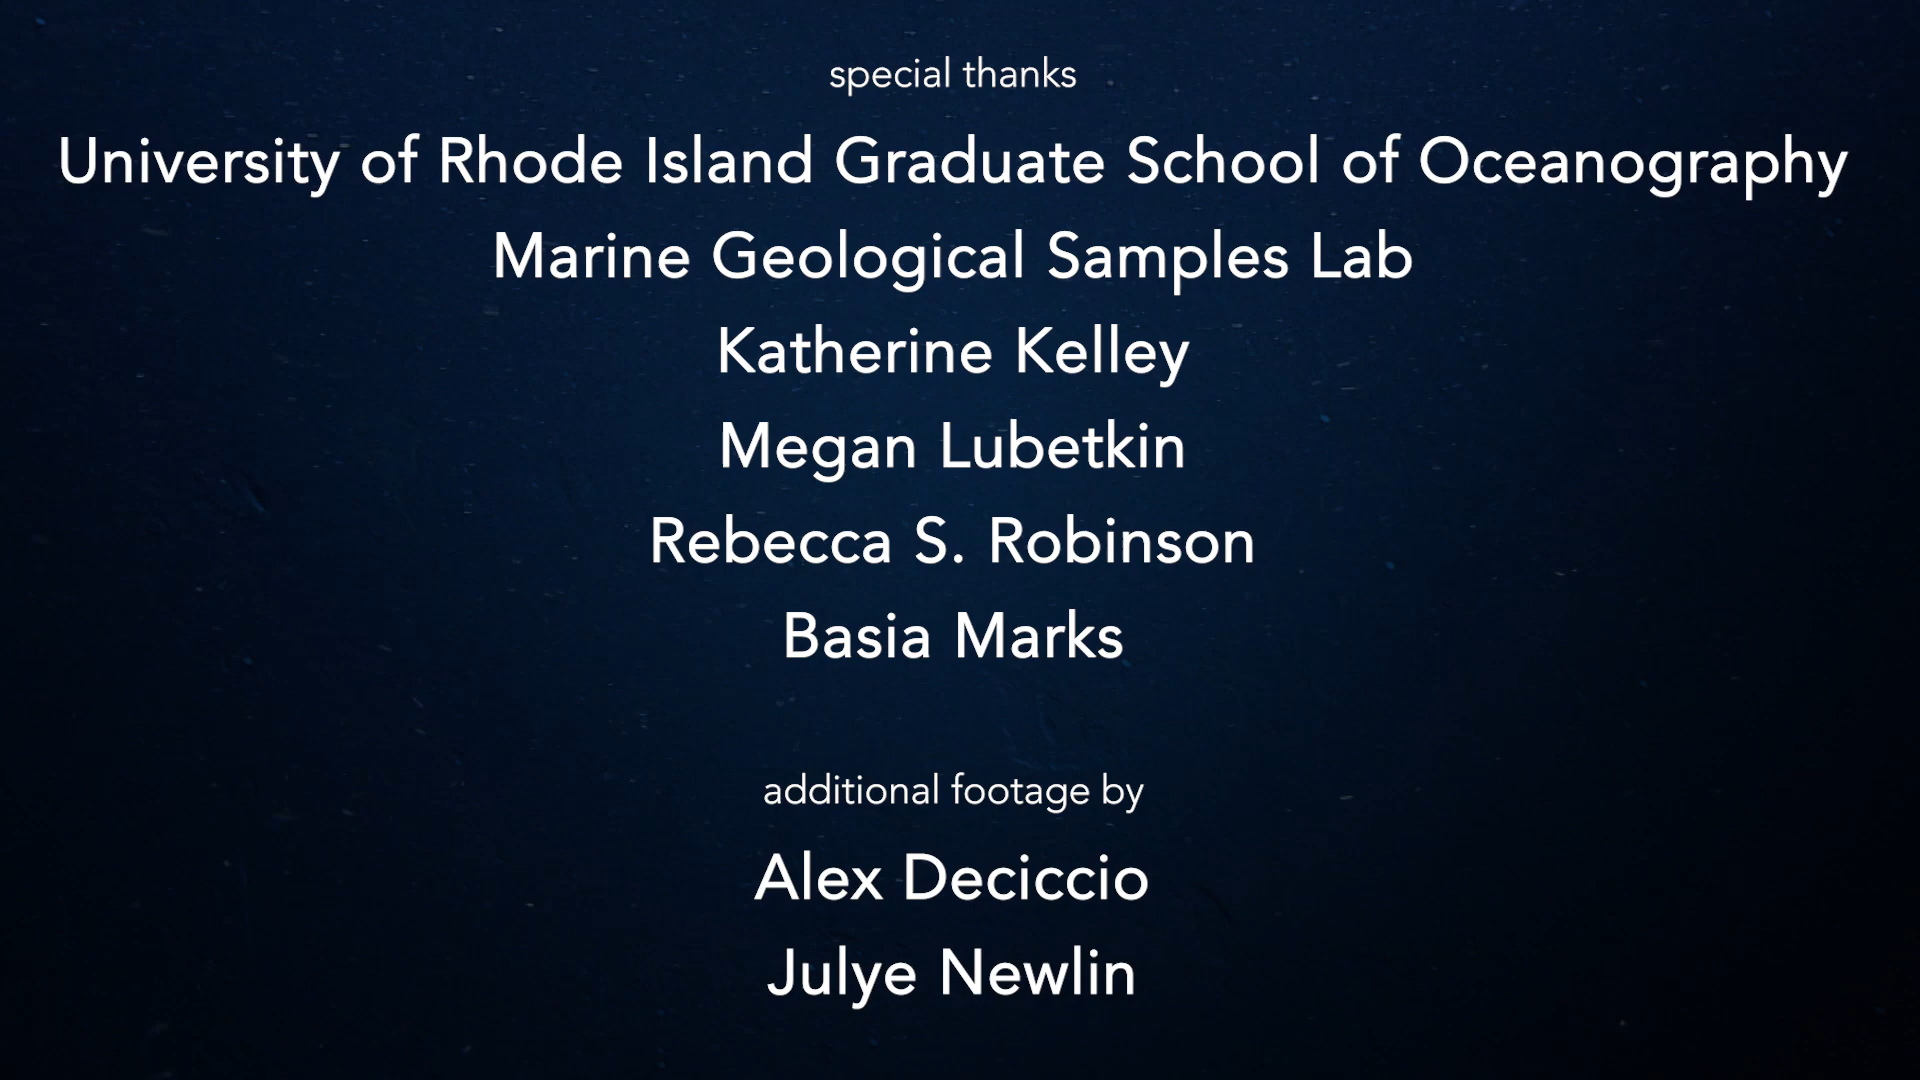 special thanks
University of Rhode Island Graduate School of Oceanography
Marine Geological Samples Lab
Katherine Kelley
Megan Lubetkin
Rebecca S. Robinson
Basia Marks
additional footage by
Alex Deciccio
Julye Newlin